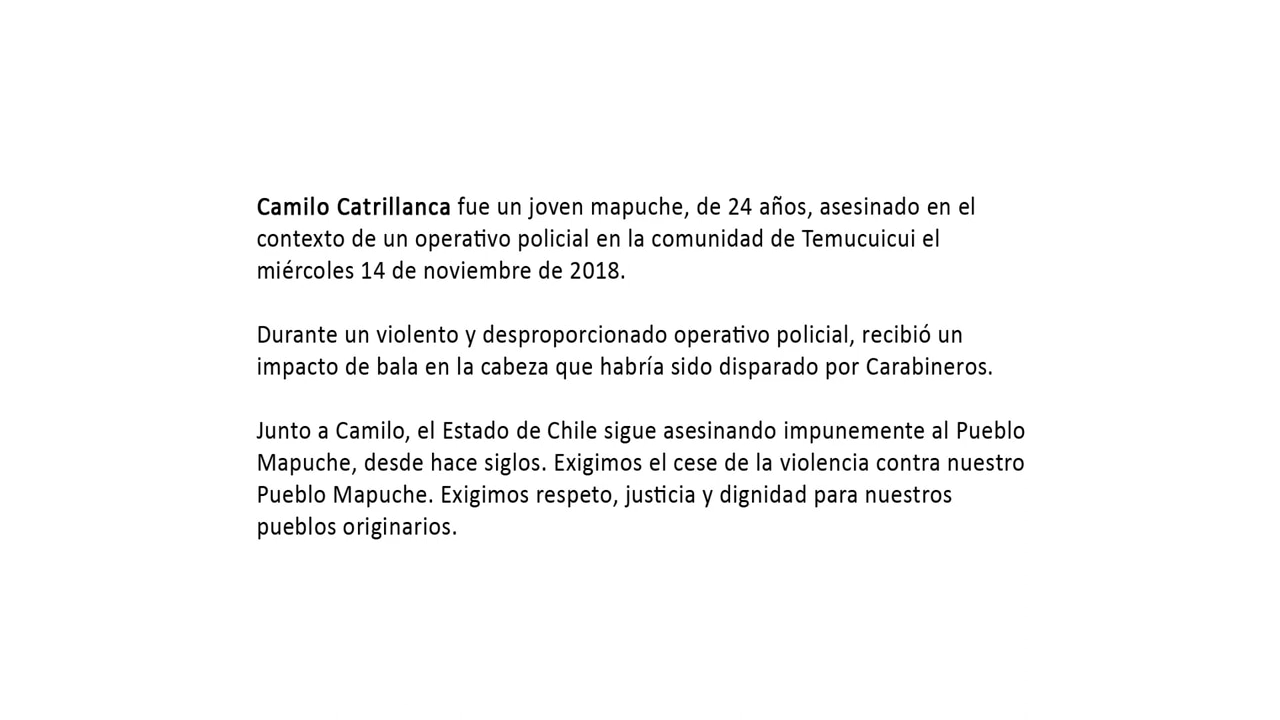 Camilo Catrillanca fue un joven mapuche, de 24 años, asesinado en el
contexto de un operativo policial en la comunidad de Temucuicui el
miércoles 14 de noviembre de 2018.
Durante un violento y desproporcionado operativo policial, recibió un
impacto de bala en la cabeza que habría sido disparado por Carabineros.
Junto a Camilo, el Estado de Chile sigue asesinando impunemente al Pueblo
Mapuche, desde hace siglos. Exigimos el cese de la violencia contra nuestro
Pueblo Mapuche. Exigimos respeto, justicia y dignidad para nuestros
pueblos originarios.